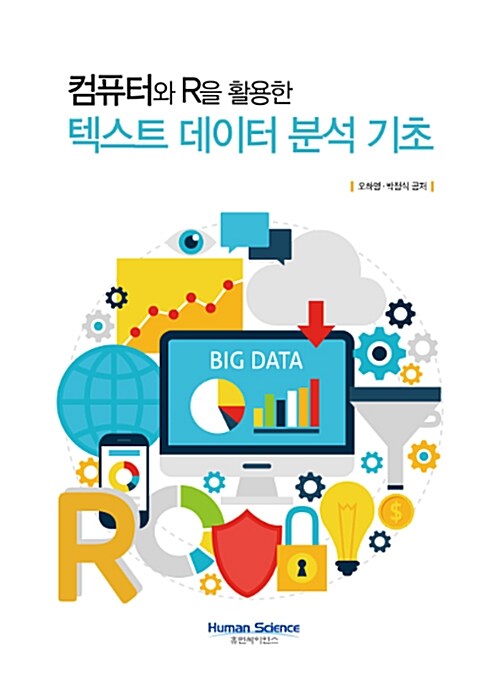 컴퓨터와 R을 활용한
텍스트 데이터 분석 기초
오하영 · 박정식 공저
BIG DATA
$
R
Human Science
휴먼싸이언스